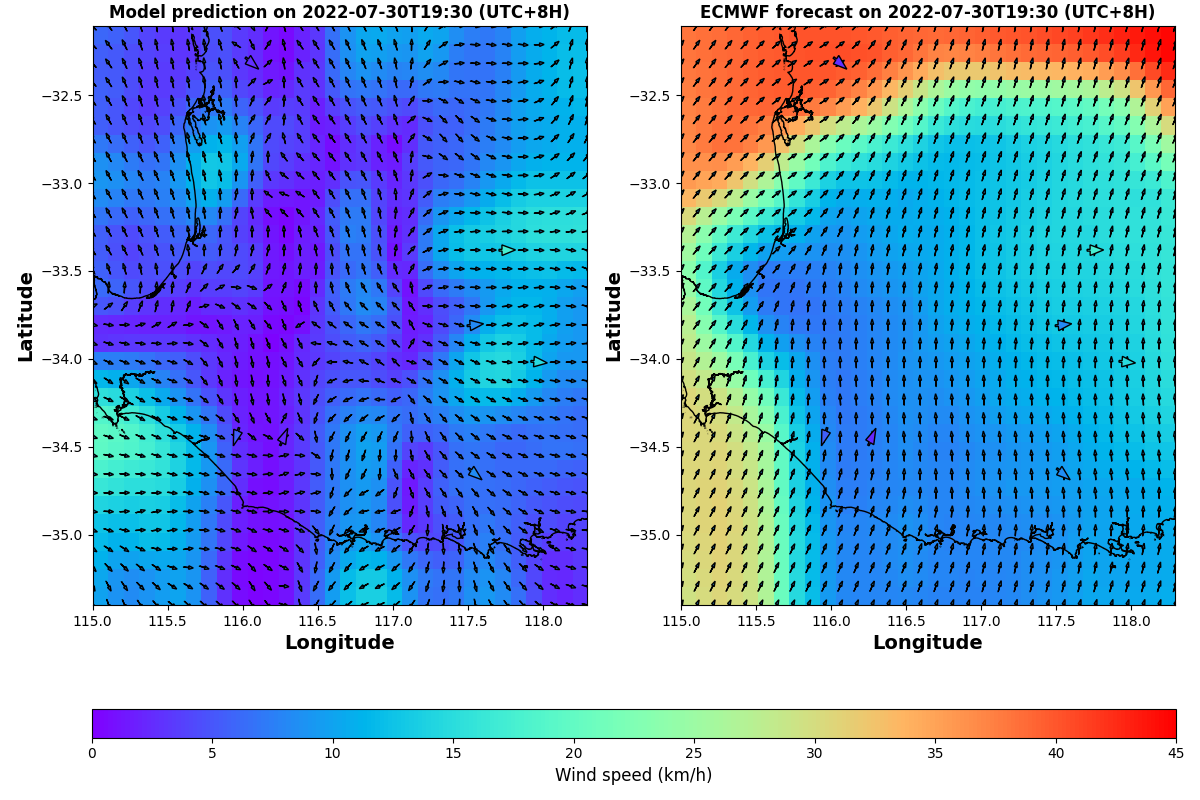 Model prediction on 2022-07-30T19:30 (UTC+8H)
ECMWF forecast on 2022-07-30T19:30 (UTC+8H)
Latitude
−32.5
−33.0
−33.5
−34.0
−34.5
−35.0
115.0 115.5 116.0 116.5 117.0 117.5 118.0
Longitude
Latitude
−32.5
−33.0
−33.5
−34.0
−34.5
−35.0
115.0 115.5 116.0 116.5 117.0 117.5 118.0
Longitude
0 5 10 15 20 25 30 35 40 45
Wind speed (km/h)